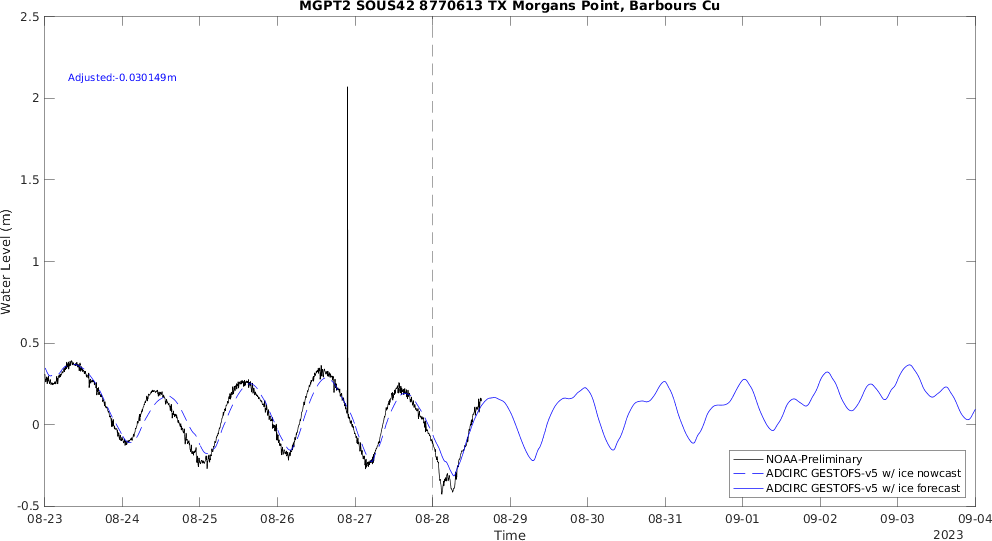 MGPT2 SOUS42 8770613 TX Morgans Point, Barbours Cu
2.5
Adjusted:-0.030149m
2
1.5
1
0.5
0
-0.5
Water Level (m)
NOAA-Preliminary
ADCIRC GESTOFS-v5 w/ ice nowcast
ADCIRC GESTOFS-v5 w/ ice forecast
08-23 08-24 08-25 08-26 08-27 08-28 08-29 08-30 08-31 09-01 09-02 09-03 09-04
Time
2023